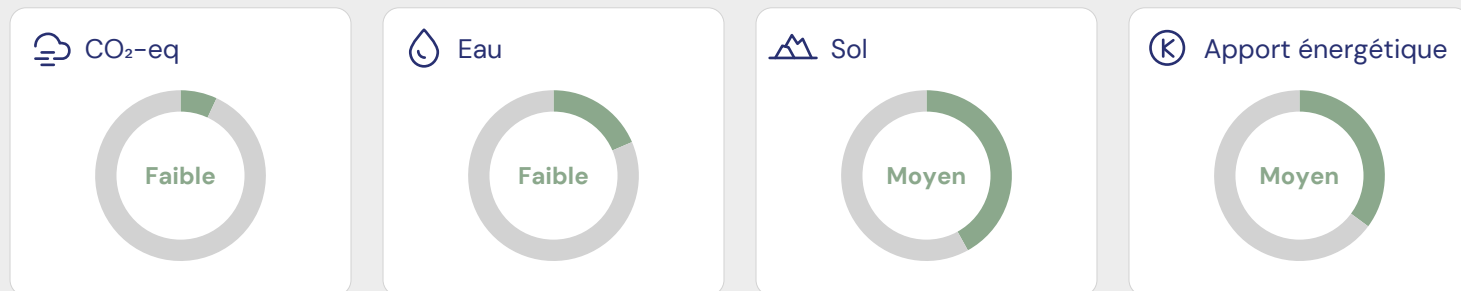 CO₂-eq
Faible
Eau
Faible
Sol
Moyen
Apport énergétique
Moyen